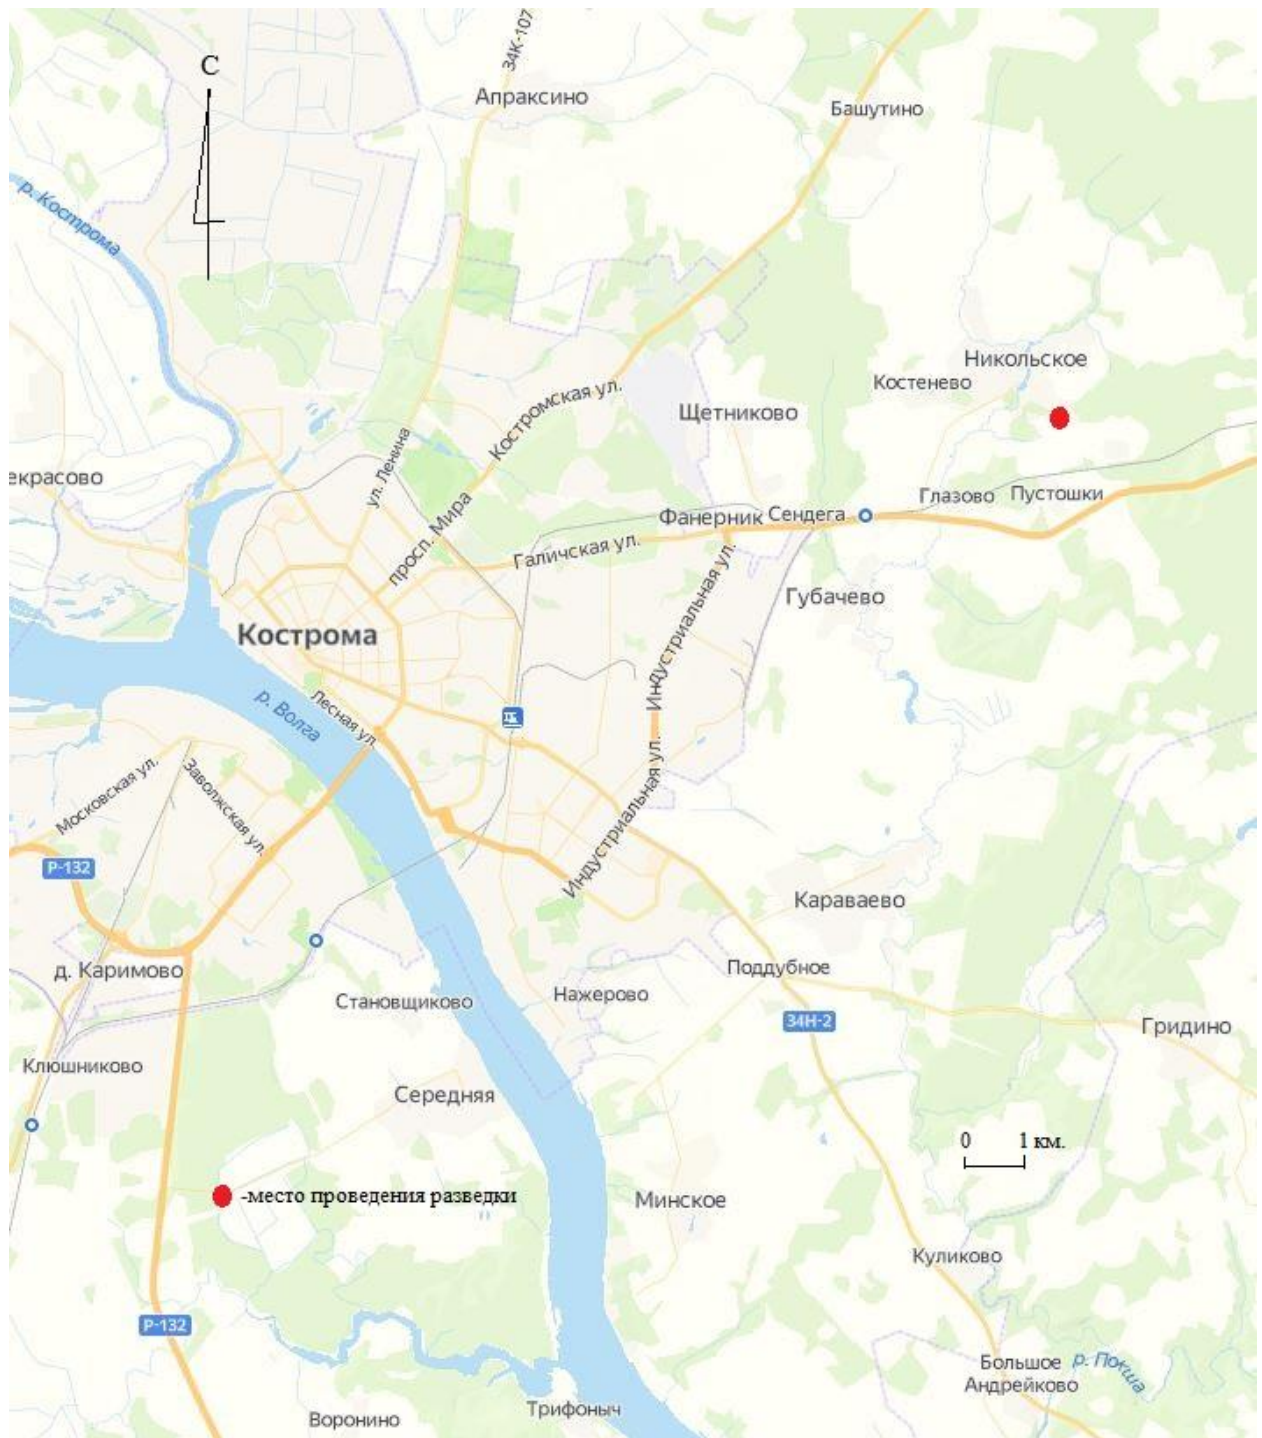 34К-107
С
Апраксино
Башутино
р. Кострома
Никольское
Костенево
Костромская ул.
Щетниково
ул. Ленина
екрасово
Глазово
Пустошки
просп. Мира
Фанерник
Сендега
Галичская ул.
Губачево
Кострома
Индустриальная ул.
р. Волга
Лесная ул.
Московская ул.
Заволжская ул.
Индустриальная ул.
Р-132
Караваево
д. Каримово
Поддубное
Становщиково
Нажерово
34Н-2
Гридино
Клюшниково
Середняя
0 1 км.
-место проведения разведки
Минское
Куликово
Р-132
Большое
Андрейково
р. Покша
Воронино
Трифоныч